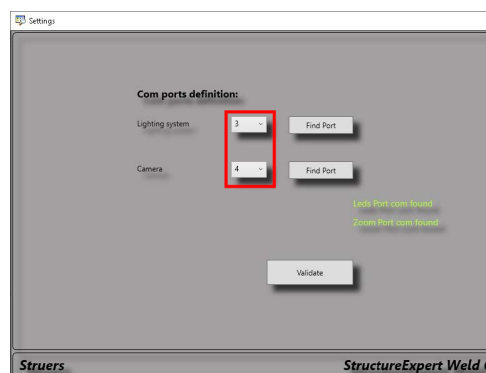 Settings
Com ports definition:
Lighting system 3 Find Port
Camera 4 Find Port
Leds Port com found
Zoom Port com found
Validate
Struers StructureExpert Weld